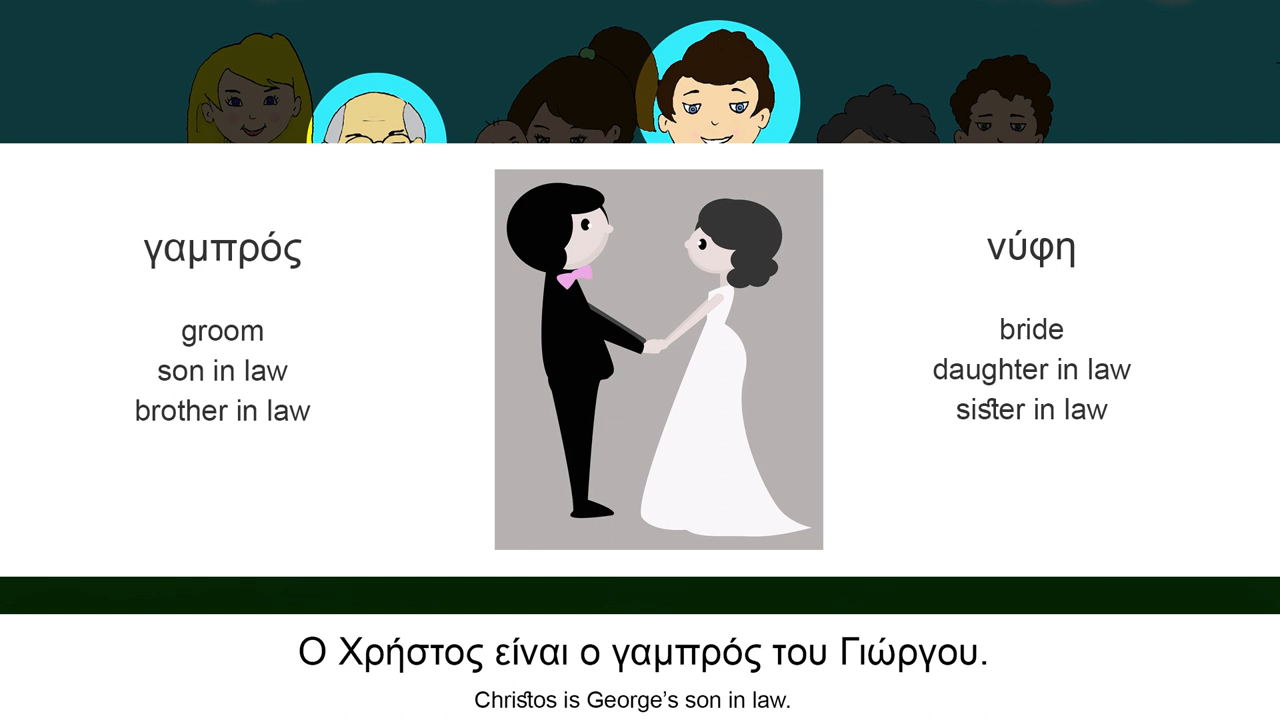 γαμπρός
groom
son in law
brother in law
νύφη
bride
daughter in law
sister in law
Ο Χρήστος είναι ο γαμπρός του Γιώργου.
Christos is George’s son in law.